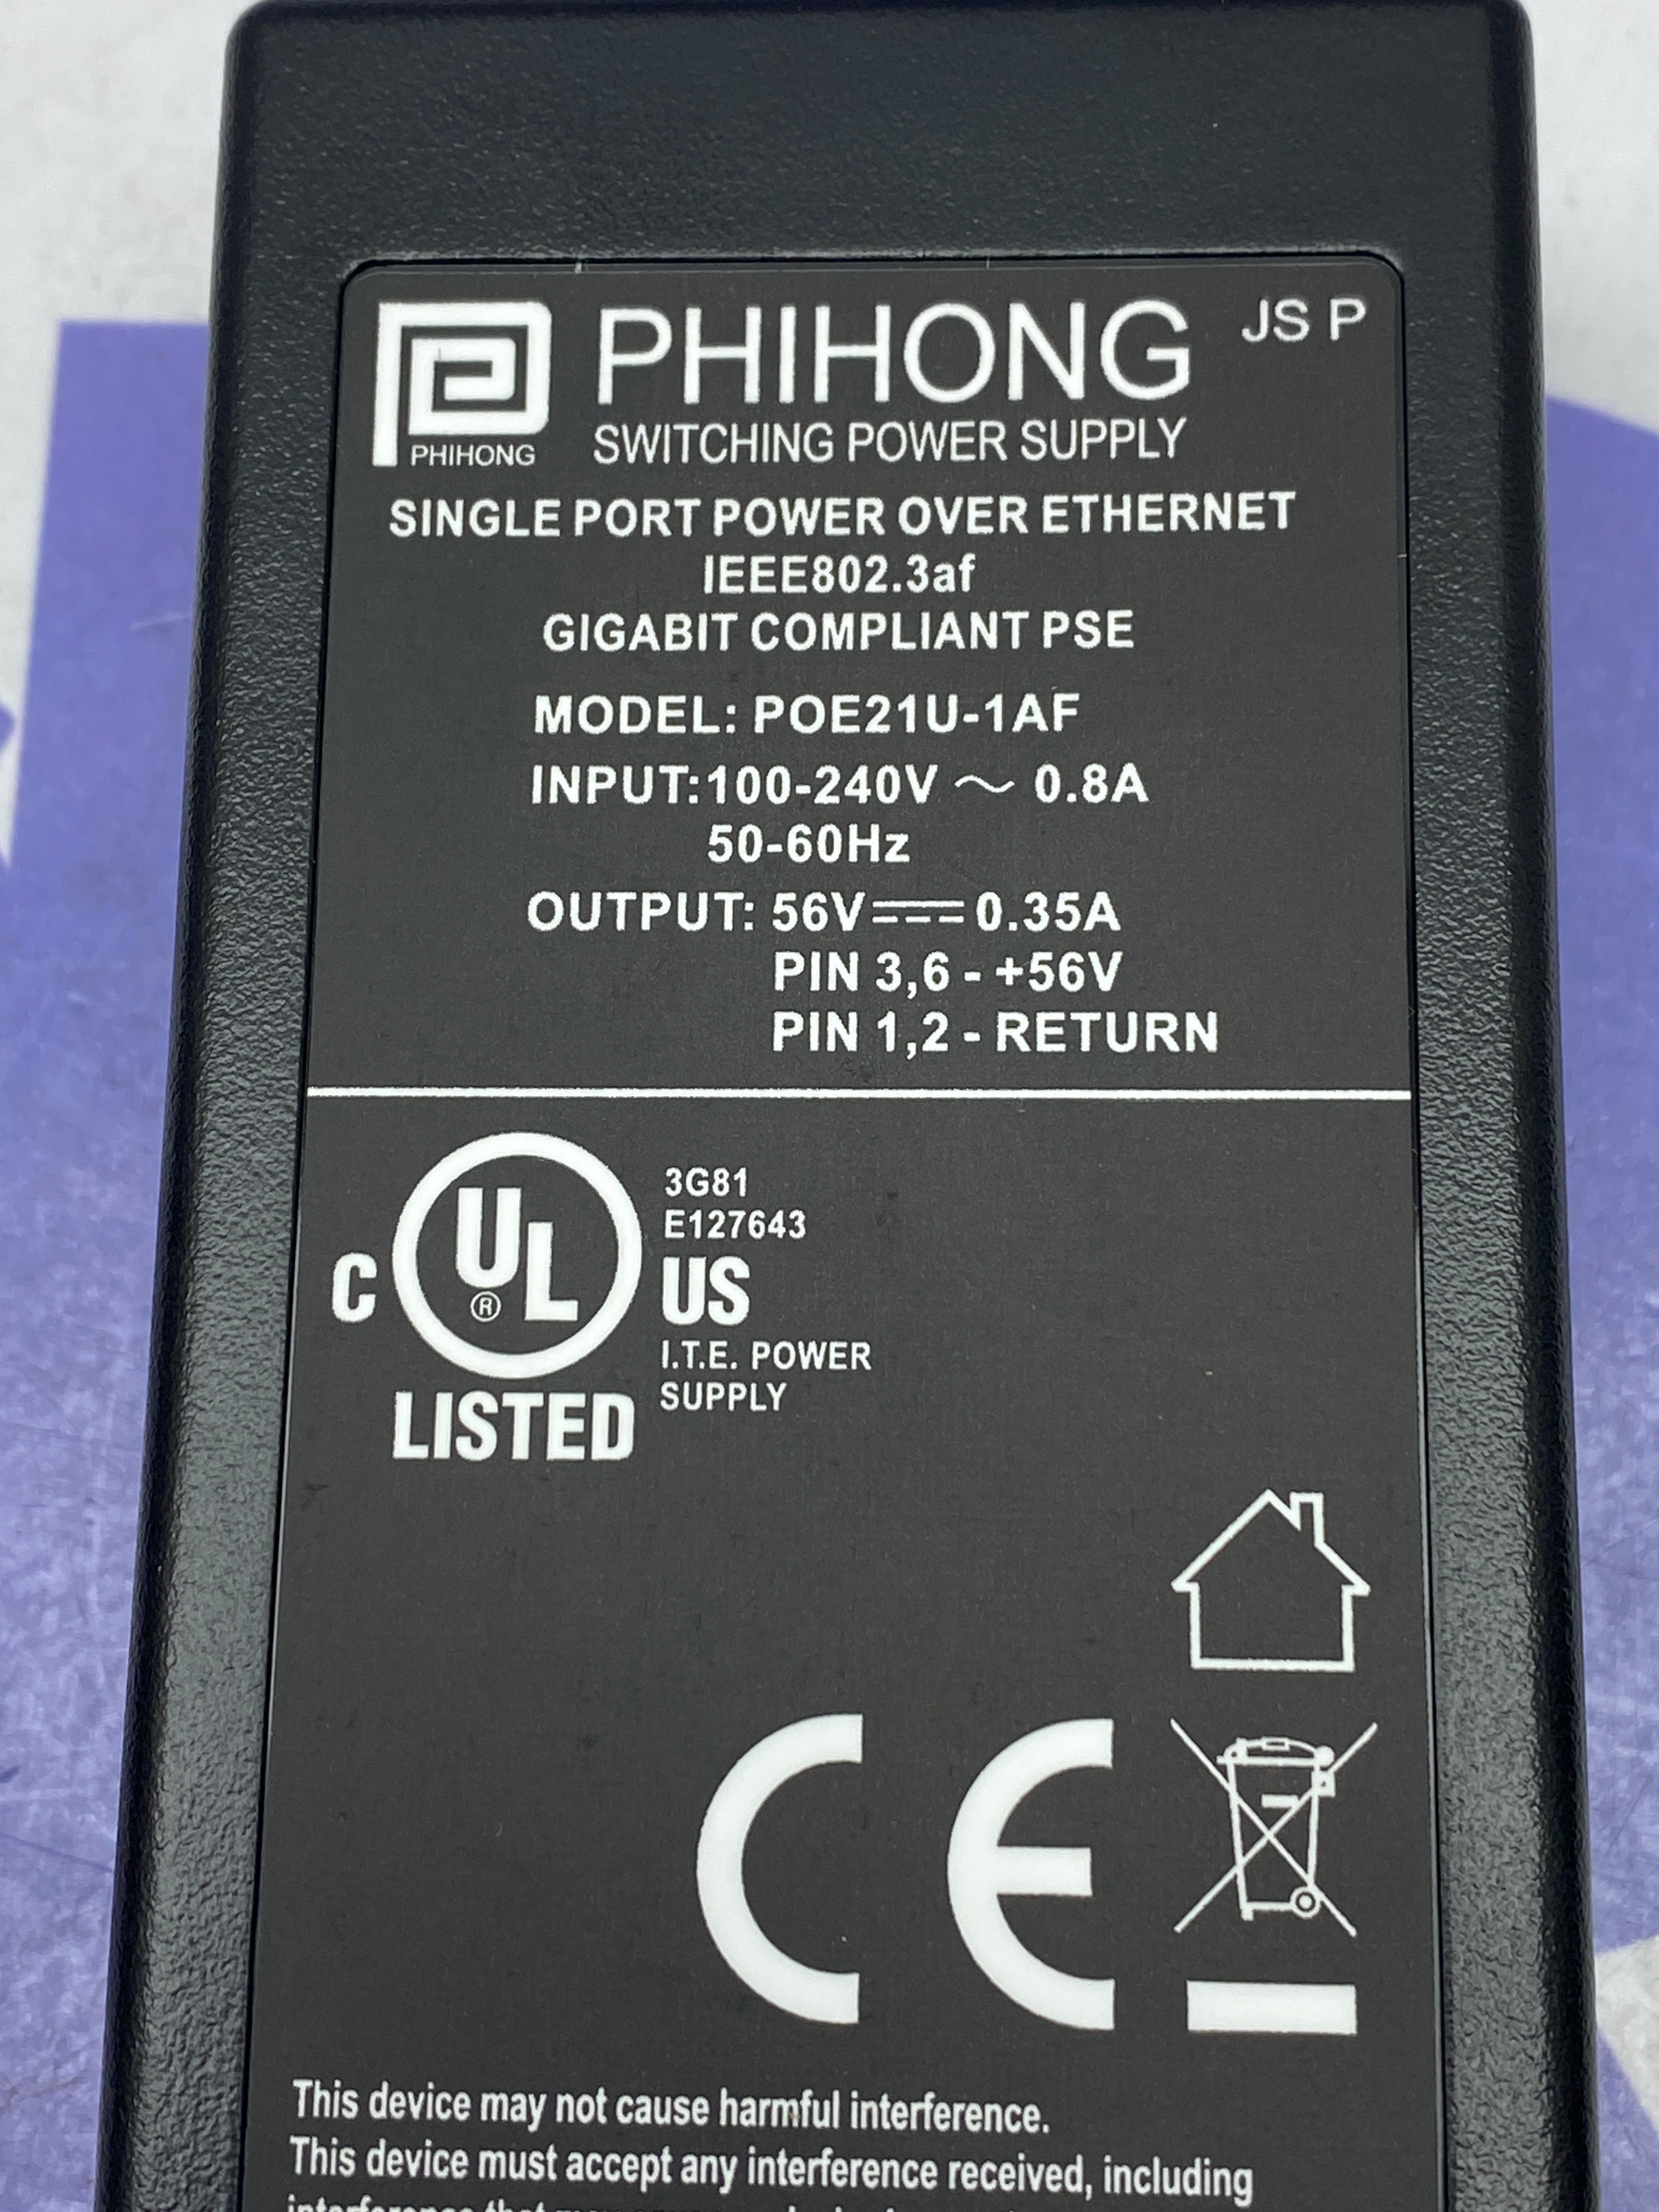 PHIHONG
PHIHONG JS P
SWITCHING POWER SUPPLY
SINGLE PORT POWER OVER ETHERNET
IEEE802.3af
GIGABIT COMPLIANT PSE
MODEL: POE21U-1AF
INPUT:100-240V ~ 0.8A
50-60Hz
OUTPUT: 56V⎓0.35A
PIN 3,6 - +56V
PIN 1,2 - RETURN
3G81
E127643
C UL® US
I.T.E. POWER
SUPPLY
LISTED
CE
This device may not cause harmful interference.
This device must accept any interference received, including
interference that may